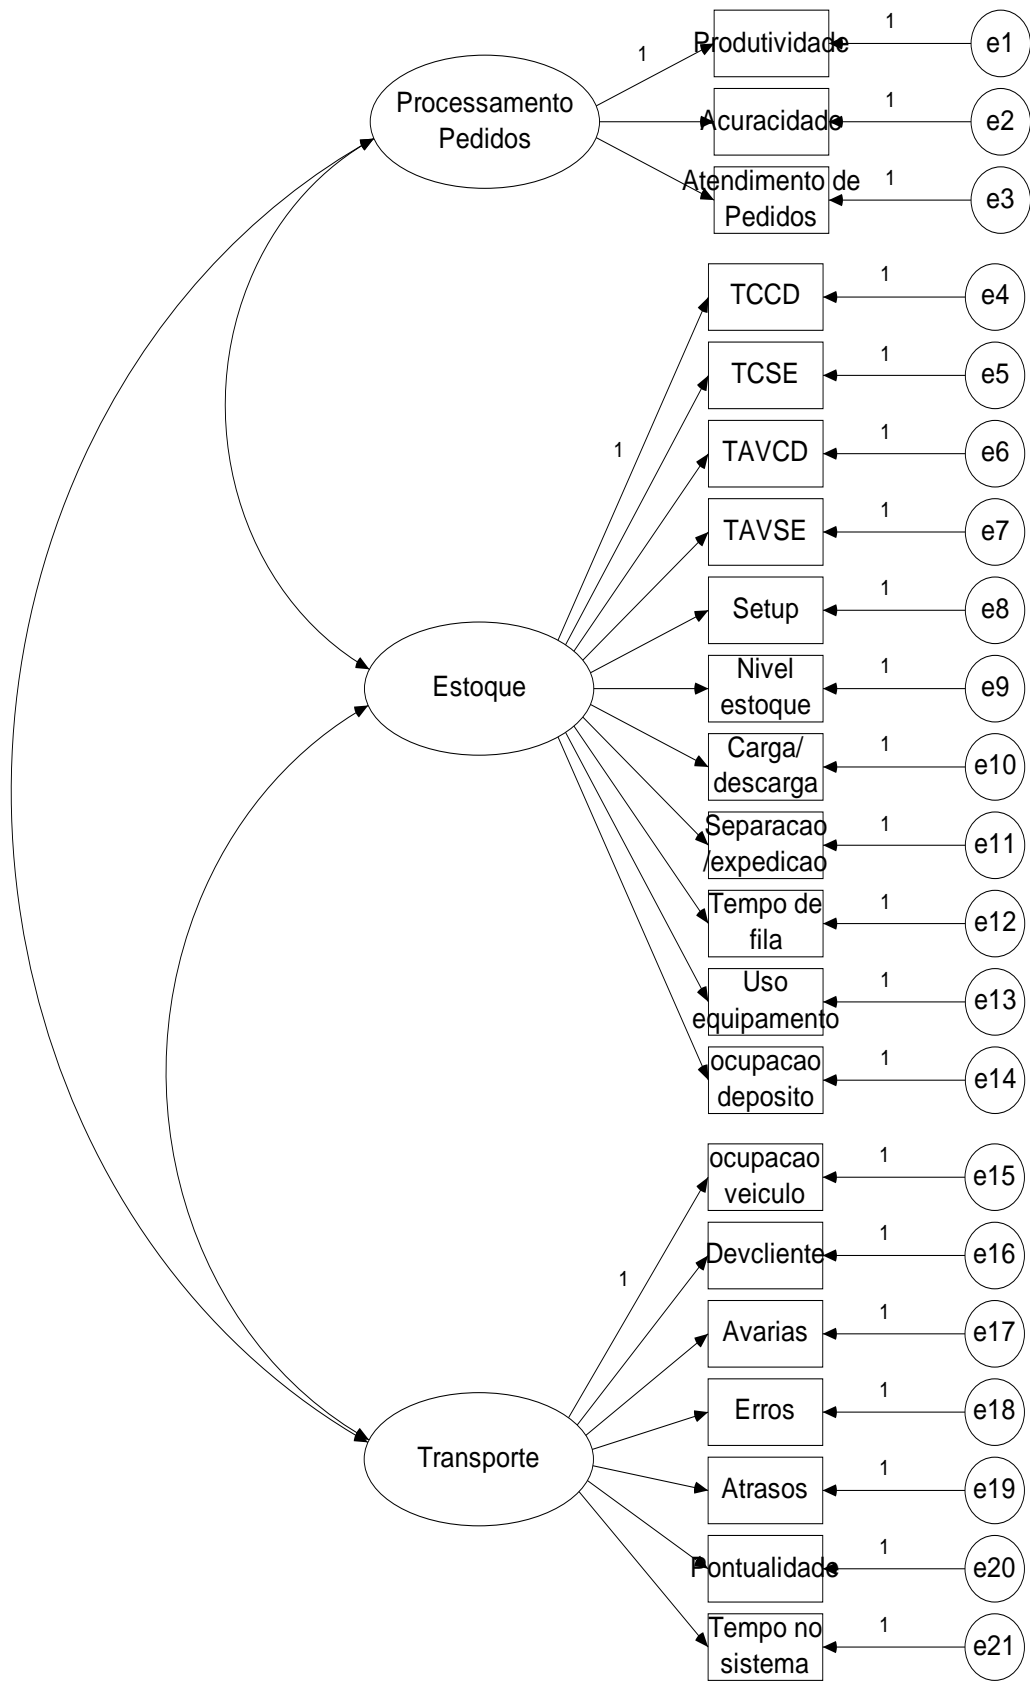 Produtividade
1
e1
1
Processamento
Pedidos
Acuracidade
1
e2
Atendimento de
Pedidos
1
e3
TCCD
1
e4
TCSE
1
e5
1
TAVCD
1
e6
TAVSE
1
e7
Setup
1
e8
Estoque
Nivel
estoque
1
e9
Carga/
descarga
1
e10
Separacao
/expedicao
1
e11
Tempo de
fila
1
e12
Uso
equipamento
1
e13
ocupacao
deposito
1
e14
ocupacao
veiculo
1
e15
1
Devcliente
1
e16
Avarias
1
e17
Erros
1
e18
Transporte
Atrasos
1
e19
Pontualidade
1
e20
Tempo no
sistema
1
e21